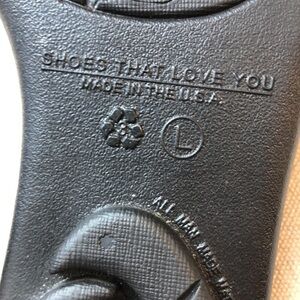 SHOES THAT LOVE YOU
MADE IN THE U.S.A.
L
ALL MAN MADE